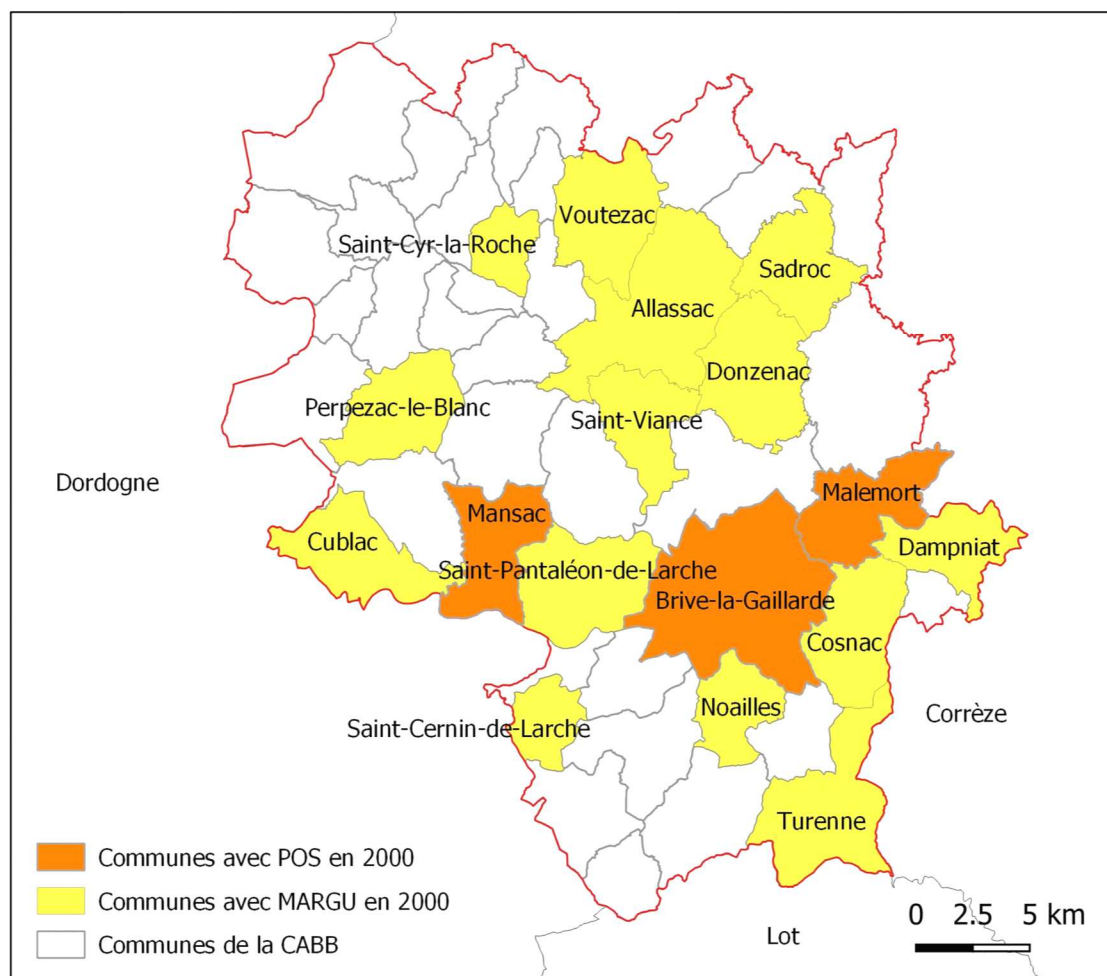 Voutezac
Saint-Cyr-la-Roche
Sadroc
Allassac
Donzenac
Perpezac-le-Blanc
Saint-Viance
Dordogne
Malemort
Mansac
Cublac
Dampniat
Saint-Pantaléon-de-Larche
Brive-la-Gaillarde
Cosnac
Noailles
Corrèze
Saint-Cernin-de-Larche
Turenne
Communes avec POS en 2000
Communes avec MARGU en 2000
Communes de la CABB
0 2.5 5 km
Lot